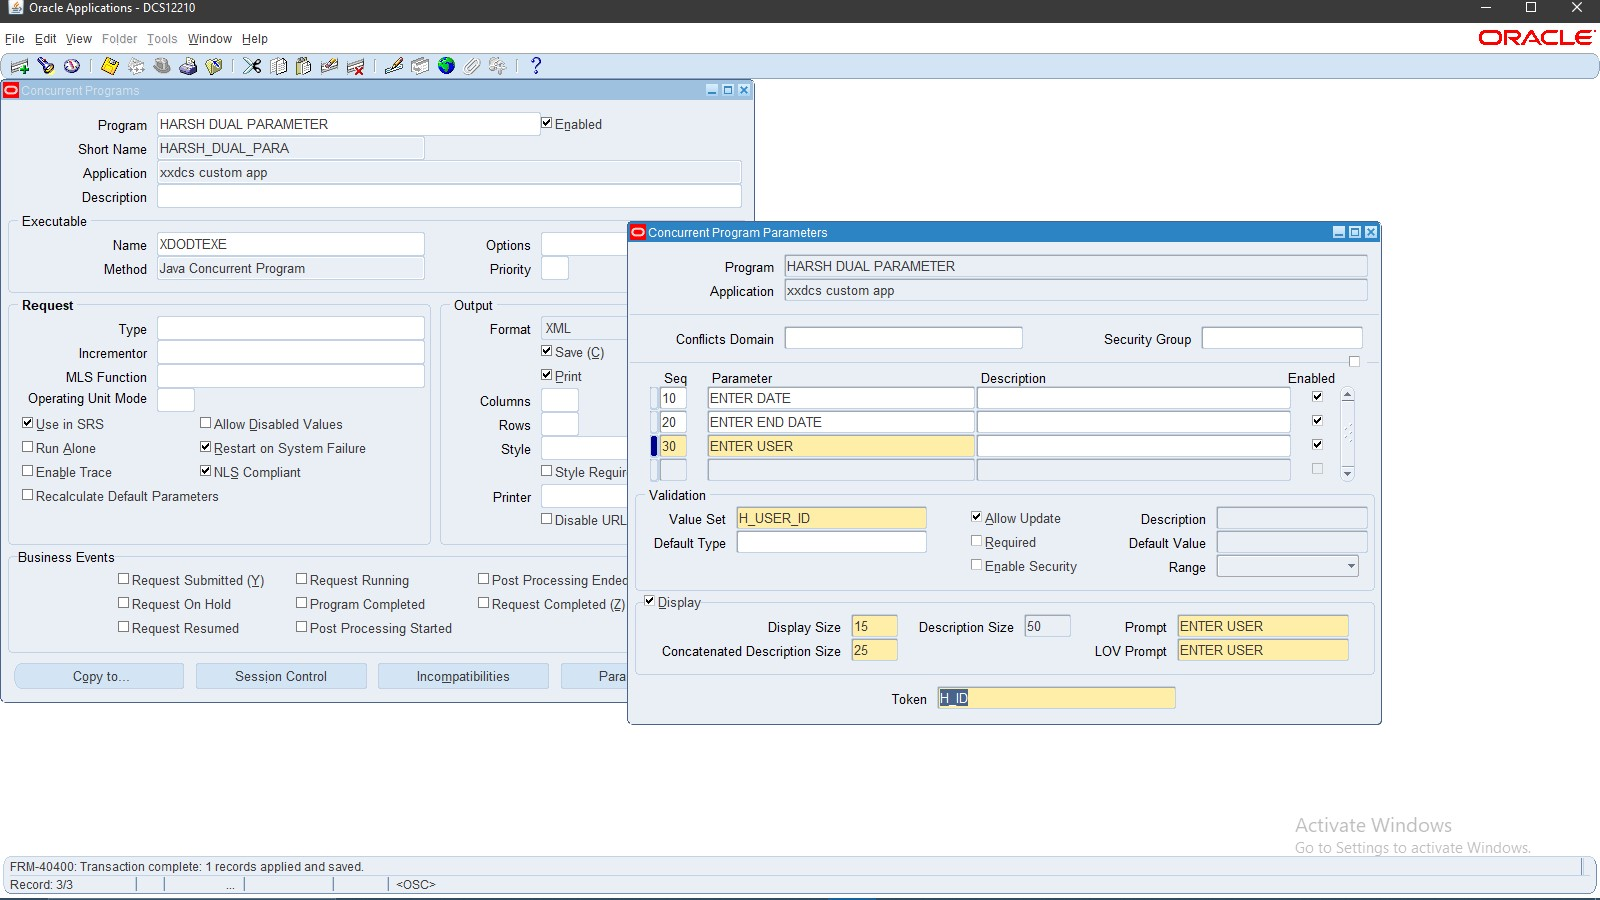 Oracle Applications - DCS12210
File Edit View Folder Tools Window Help
ORACLE
Concurrent Programs
Program HARSH DUAL PARAMETER Enabled
Short Name HARSH_DUAL_PARA
Application xxdcs custom app
Description
Executable
Name XDODTEXE Options
Method Java Concurrent Program Priority
Request
Type
Incrementor
MLS Function
Operating Unit Mode
Use in SRS Allow Disabled Values
Run Alone Restart on System Failure
Enable Trace NLS Compliant
Recalculate Default Parameters
Output
Format XML
Save (C)
Print
Columns
Rows
Style
Style Requir
Printer
Disable URL
Business Events
Request Submitted (Y) Request Running Post Processing Ended
Request On Hold Program Completed Request Completed (Z)
Request Resumed Post Processing Started
Copy to... Session Control Incompatibilities Para
Concurrent Program Parameters
Program HARSH DUAL PARAMETER
Application xxdcs custom app
Conflicts Domain Security Group
Seq Parameter Description Enabled
10 ENTER DATE
20 ENTER END DATE
30 ENTER USER
Validation
Value Set H_USER_ID Allow Update Description
Default Type Required Default Value
Enable Security Range
Display
Display Size 15 Description Size 50 Prompt ENTER USER
Concatenated Description Size 25 LOV Prompt ENTER USER
Token H_ID
Activate Windows
Go to Settings to activate Windows.
FRM-40400: Transaction complete: 1 records applied and saved.
Record: 3/3 ... <OSC>